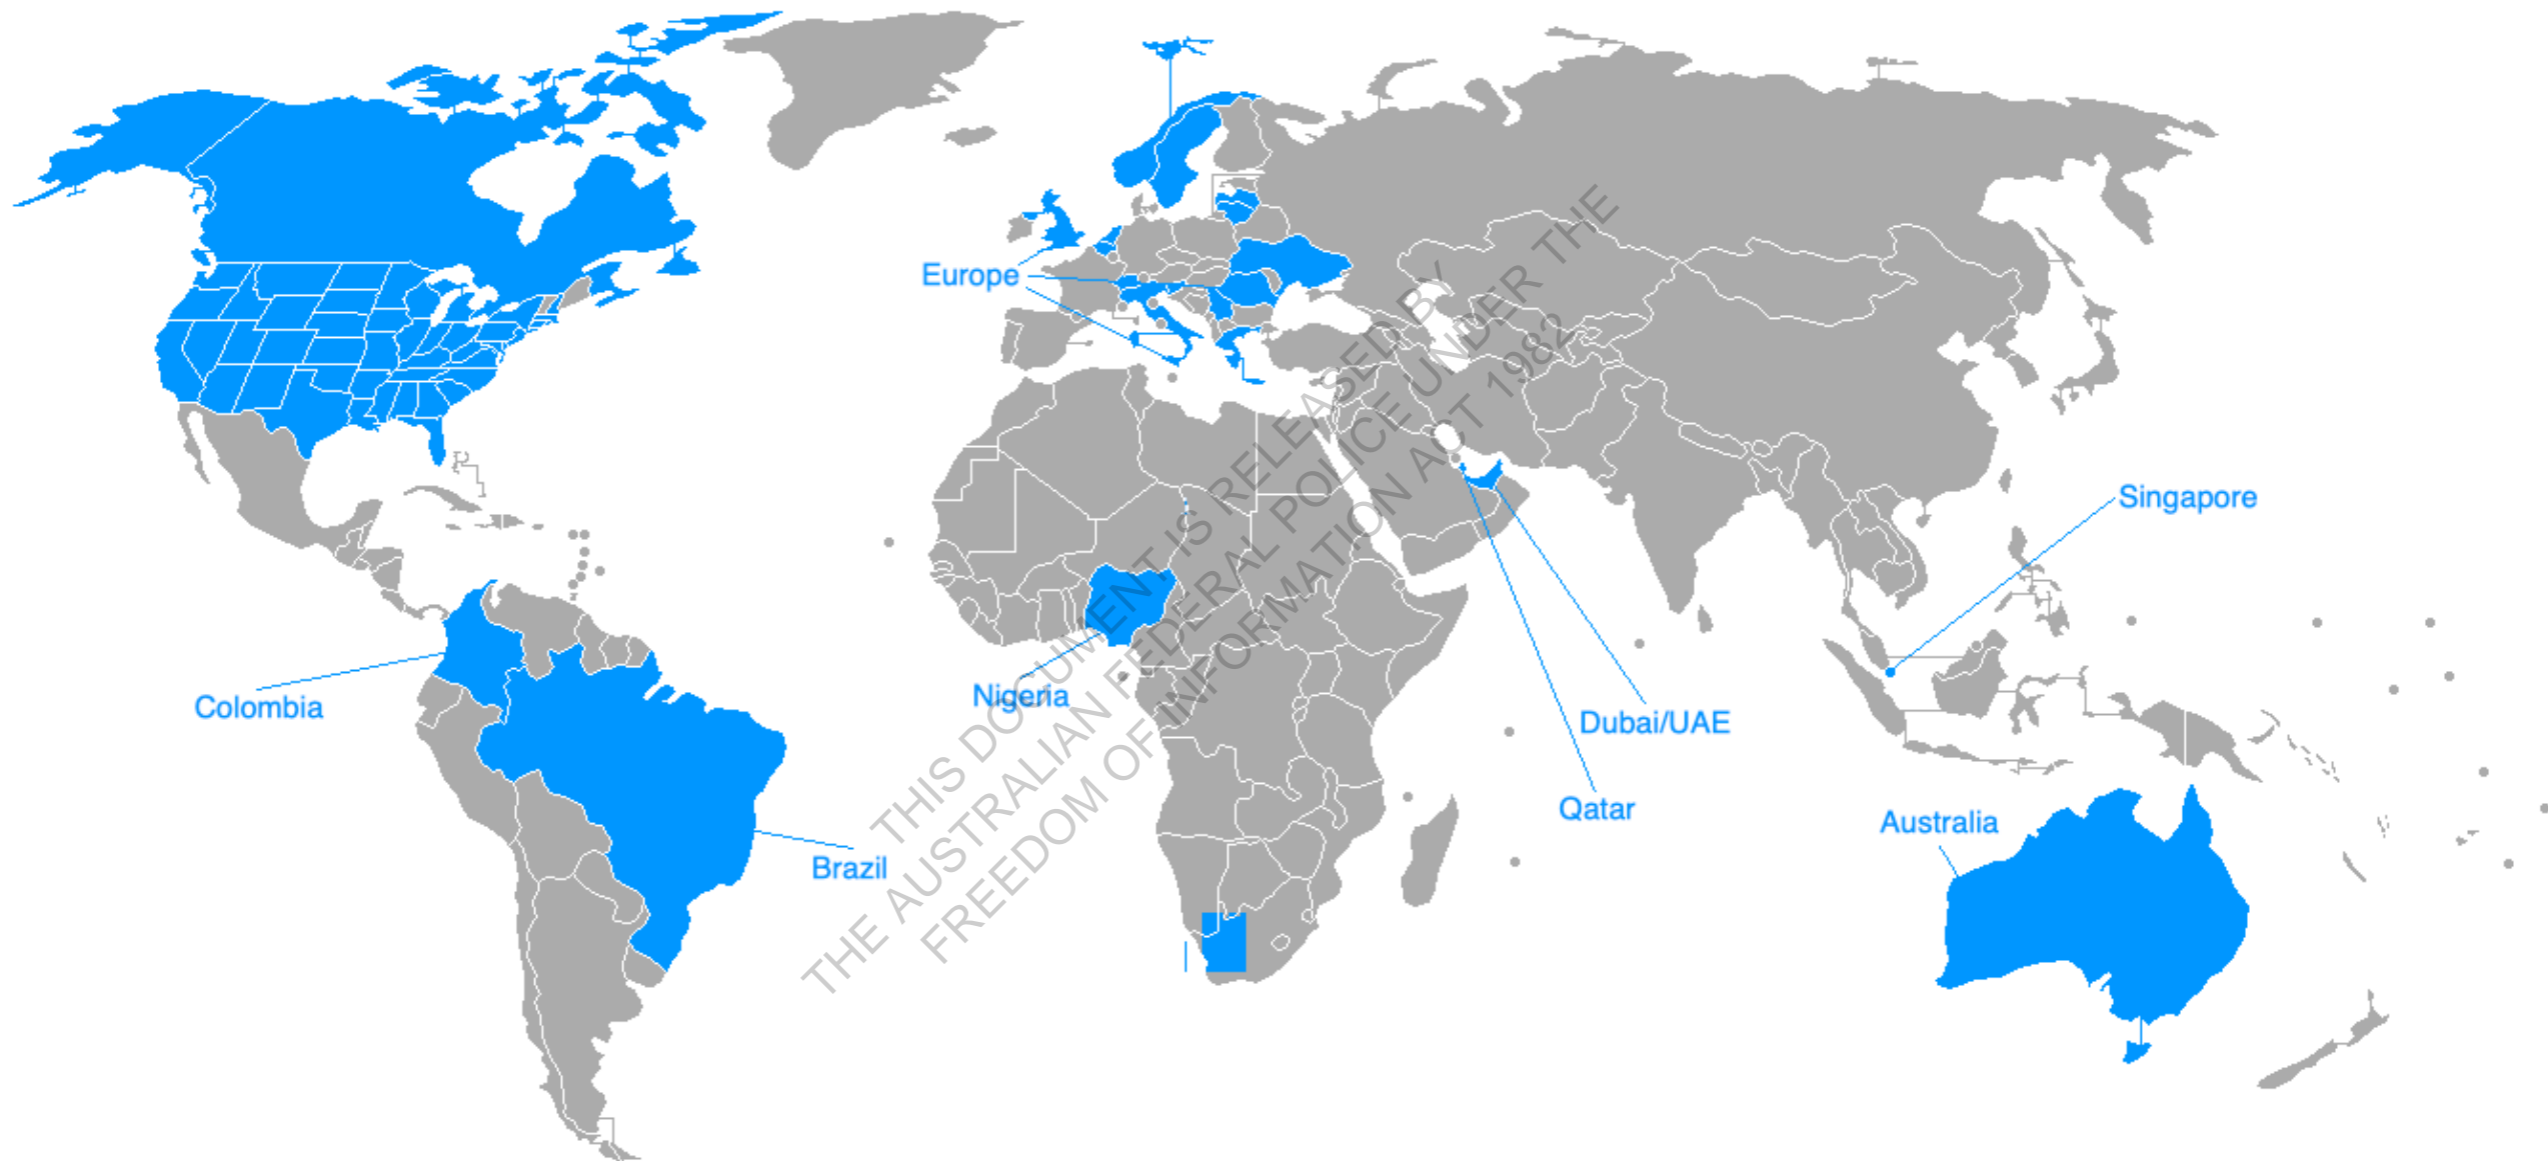 Europe
Singapore
Colombia
Nigeria
Dubai/UAE
Qatar
Australia
Brazil
THIS DOCUMENT IS RELEASED BY
THE AUSTRALIAN FEDERAL POLICE UNDER THE
FREEDOM OF INFORMATION ACT 1982